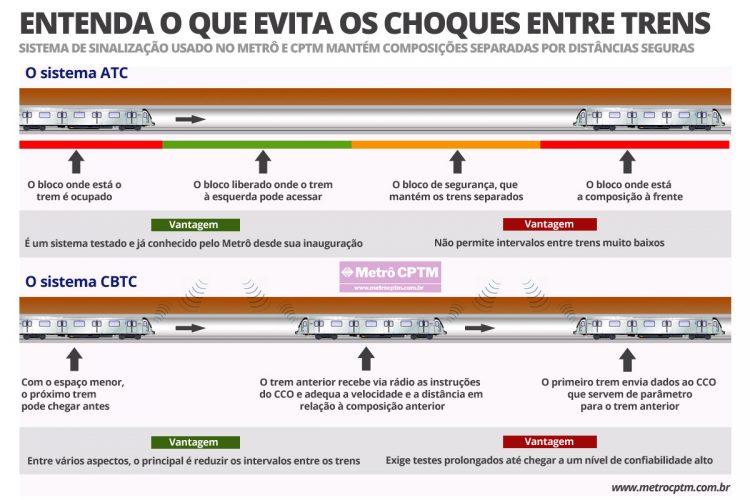 ENTENDA O QUE EVITA OS CHOQUES ENTRE TRENS
SISTEMA DE SINALIZAÇÃO USADO NO METRÔ E CPTM MANTÉM COMPOSIÇÕES SEPARADAS POR DISTÂNCIAS SEGURAS
O sistema ATC
O bloco onde está o
trem é ocupado
O bloco liberado onde o trem
à esquerda pode acessar
O bloco de segurança, que
mantém os trens separados
O bloco onde está
a composição à frente
Vantagem
É um sistema testado e já conhecido pelo Metrô desde sua inauguração
Vantagem
Não permite intervalos entre trens muito baixos
O sistema CBTC
Metrô CPTM
www.metrocptm.com.br
Com o espaço menor,
o próximo trem
pode chegar antes
O trem anterior recebe via rádio as instruções
do CCO e adequa a velocidade e a distância em
relação à composição anterior
O primeiro trem envia dados ao CCO
que servem de parâmetro
para o trem anterior
Vantagem
Entre vários aspectos, o principal é reduzir os intervalos entre os trens
Vantagem
Exige testes prolongados até chegar a um nível de confiabilidade alto
www.metrocptm.com.br